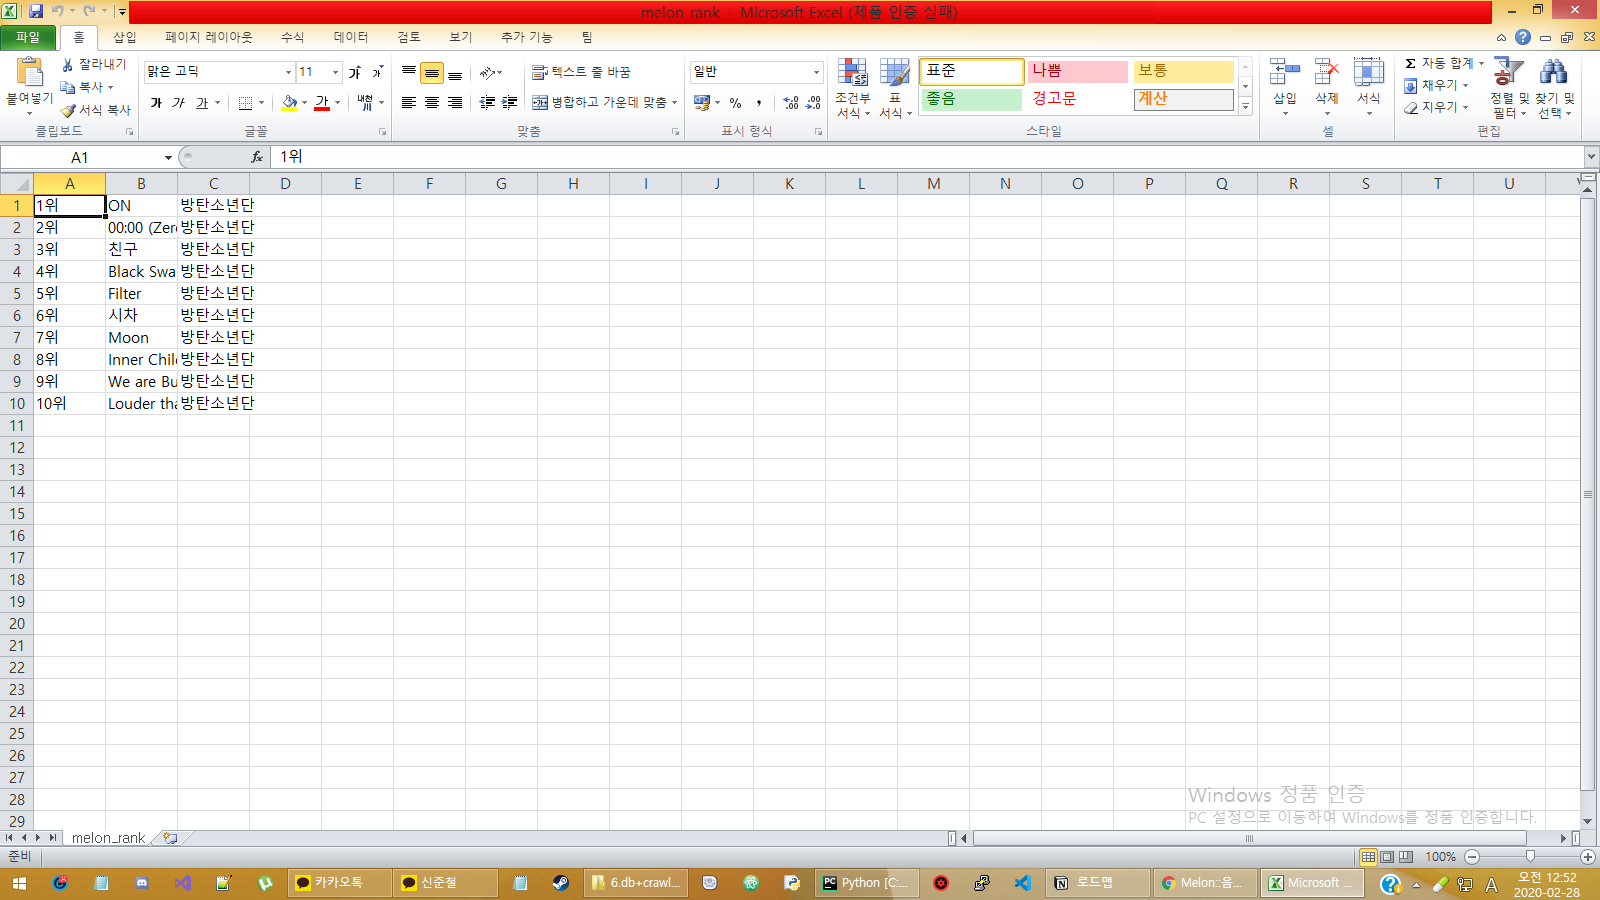 melon_rank - Microsoft Excel (제품 인증 실패)
파일 홈 삽입 페이지 레이아웃 수식 데이터 검토 보기 추가 기능 팀
붙여넣기 잘라내기 복사 서식 복사 클립보드
맑은 고딕 11 가 가 가 가 가 내천 글꼴
텍스트 줄 바꿈 병합하고 가운데 맞춤 맞춤
일반 % , 표시 형식
조건부 서식 표 서식 표준 나쁨 보통
좋음 경고문 계산 스타일
삽입 삭제 서식 셀
Σ 자동 합계 채우기 지우기 정렬 및 필터 찾기 및 선택 편집
A1 fx 1위
A B C D E F G H I J K L M N O P Q R S T U V
1 1위 ON 방탄소년단
2 2위 00:00 (Zer 방탄소년단
3 3위 친구 방탄소년단
4 4위 Black Swa 방탄소년단
5 5위 Filter 방탄소년단
6 6위 시차 방탄소년단
7 7위 Moon 방탄소년단
8 8위 Inner Chil 방탄소년단
9 9위 We are Bu 방탄소년단
10 10위 Louder tha 방탄소년단
11
12
13
14
15
16
17
18
19
20
21
22
23
24
25
26
27
28
29
Windows 정품 인증
PC 설정으로 이동하여 Windows를 정품 인증합니다.
melon_rank
준비 100%
카카오톡 신준철 6.db+crawl... Python [C:... 로드맵 Melon::음... Microsoft ... A 오전 12:52
2020-02-28